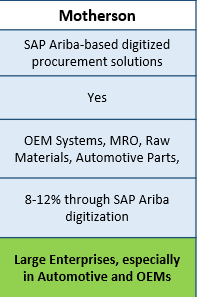 Motherson
SAP Ariba-based digitized
procurement solutions
Yes
OEM Systems, MRO, Raw
Materials, Automotive Parts,
8-12% through SAP Ariba
digitization
Large Enterprises, especially
in Automotive and OEMs